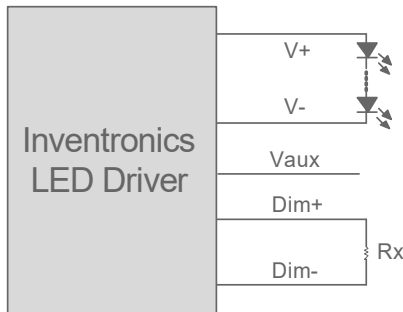 Inventronics
LED Driver
V+
V-
Vaux
Dim+
Rx
Dim-